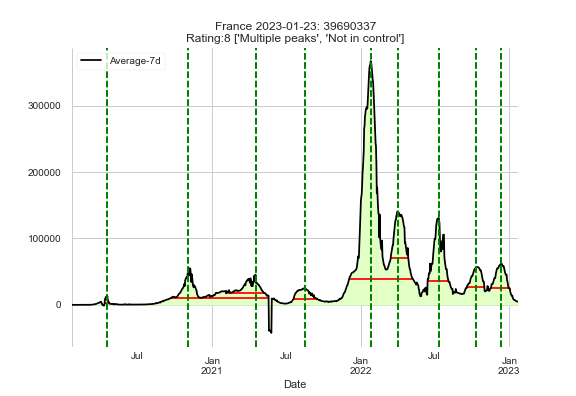 France 2023-01-23: 39690337
Rating:8 ['Multiple peaks', 'Not in control']
Average-7d
300000
200000
100000
0
Jul
Jan
2021
Jul
Jan
2022
Jul
Jan
2023
Date